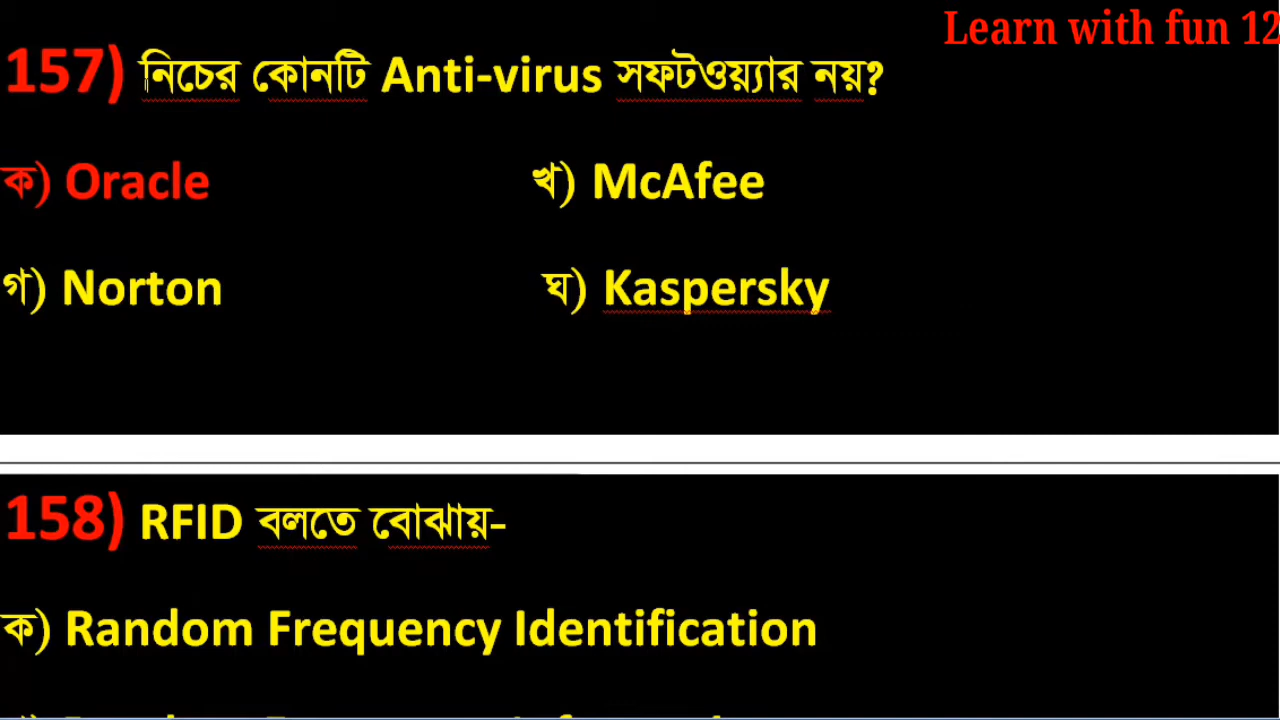 Learn with fun 12
157) নিচের কোনটি Anti-virus সফটওয়্যার নয়?
ক) Oracle খ) McAfee
গ) Norton ঘ) Kaspersky
158) RFID বলতে বোঝায়-
ক) Random Frequency Identification